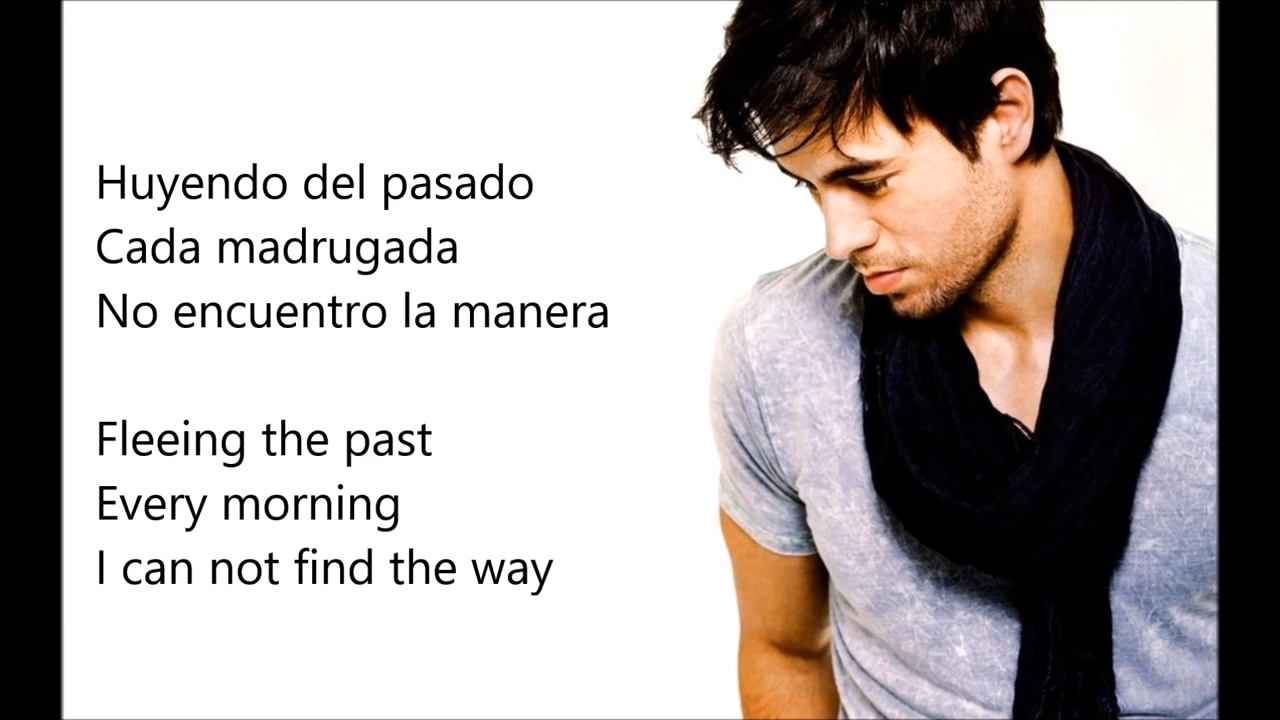 Huyendo del pasado
Cada madrugada
No encuentro la manera
Fleeing the past
Every morning
I can not find the way